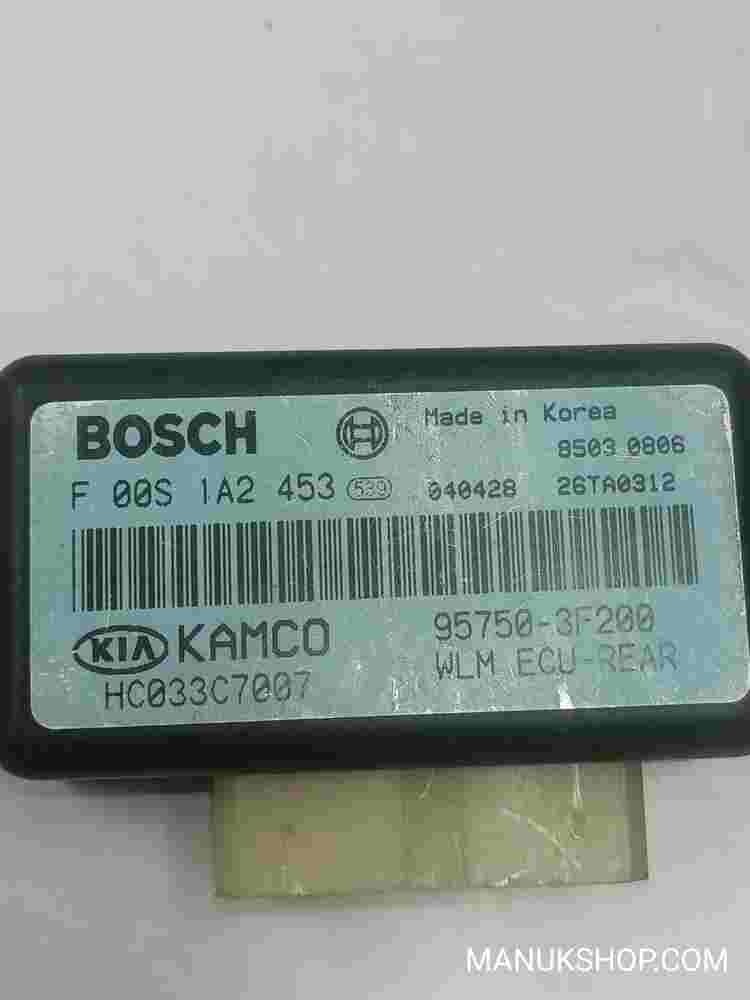 BOSCH Made in Korea
8503 0806
F 00S 1A2 453 539 040428 26TA0312
KIA KAMCO 95750-3F200
HC033C7007 WLM ECU-REAR
MANUKSHOP.COM